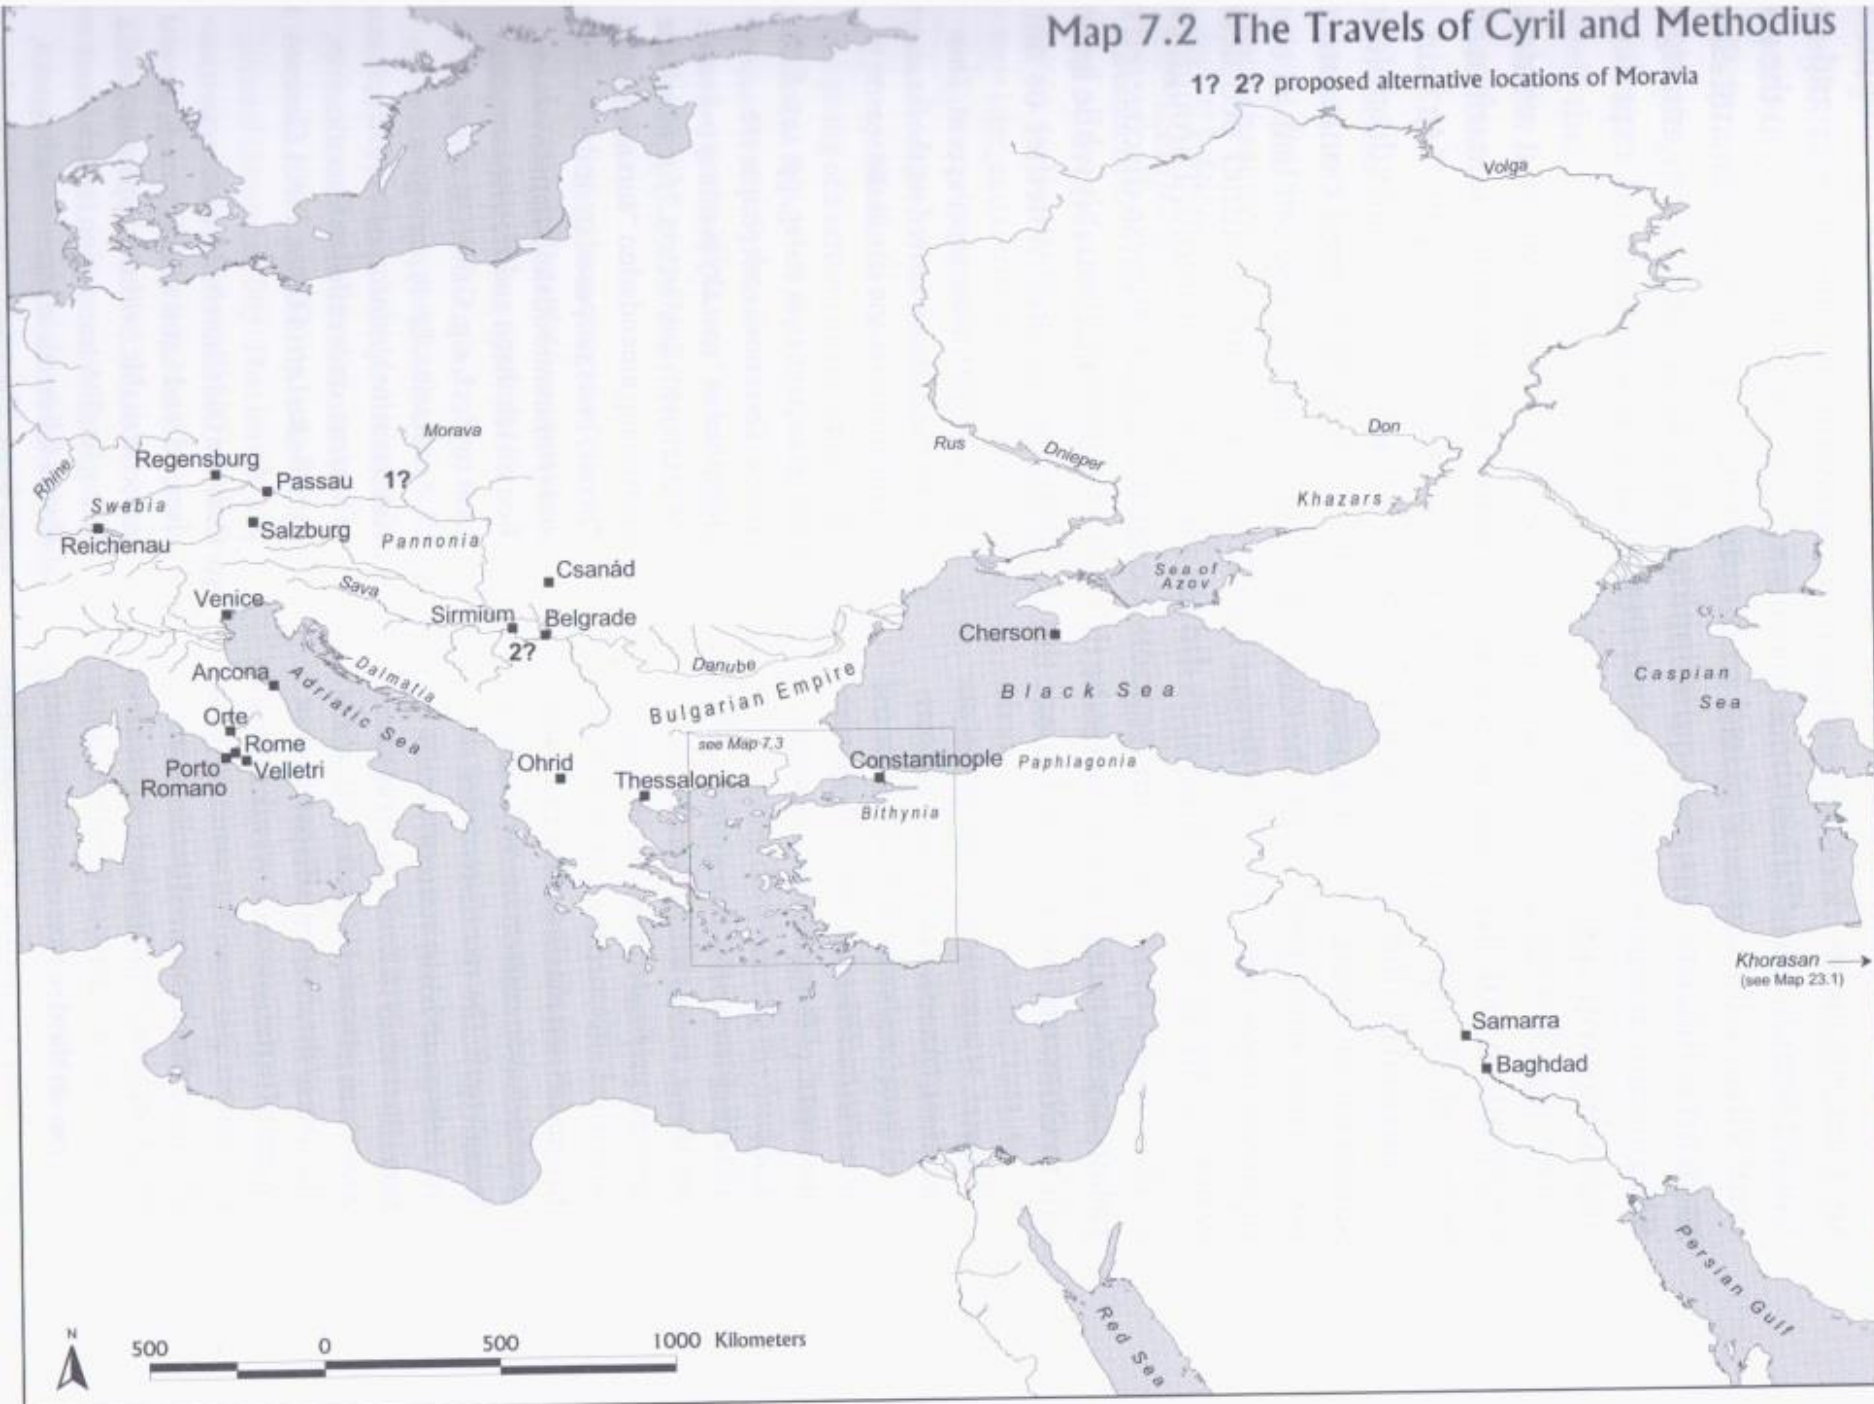 Map 7.2 The Travels of Cyril and Methodius
1? 2? proposed alternative locations of Moravia
Volga
Morava
Rus
Dnieper
Don
Rhine
Regensburg
Passau
1?
Swabia
Khazars
Salzburg
Pannonia
Reichenau
Csanád
Sea of
Azov
Sava
Venice
Sirmium
Belgrade
Cherson
2?
Danube
Dalmatia
Ancona
Adriatic Sea
Bulgarian Empire
Black Sea
Caspian
Sea
Orte
Rome
see Map 7.3
Constantinople
Paphlagonia
Porto
Romano
Velletri
Ohrid
Thessalonica
Bithynia
Khorasan
(see Map 23.1)
Samarra
Baghdad
Persian Gulf
Red Sea
N
500 0 500 1000 Kilometers